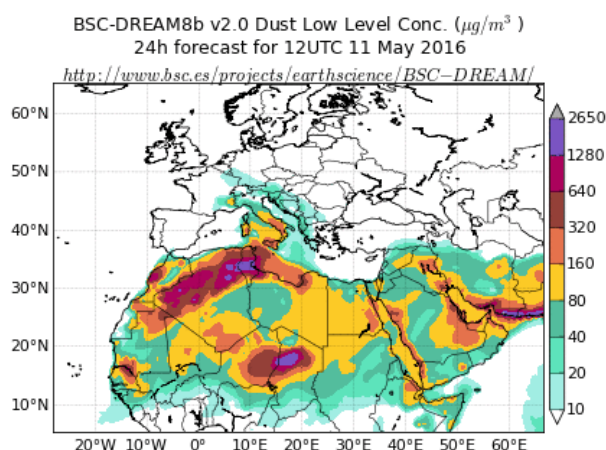 BSC-DREAM8b v2.0 Dust Low Level Conc. (μg/m³ )
24h forecast for 12UTC 11 May 2016
http://www.bsc.es/projects/earthscience/BSC−DREAM/
60°N
50°N
40°N
30°N
20°N
10°N
20°W 10°W 0° 10°E 20°E 30°E 40°E 50°E 60°E
2650
1280
640
320
160
80
40
20
10